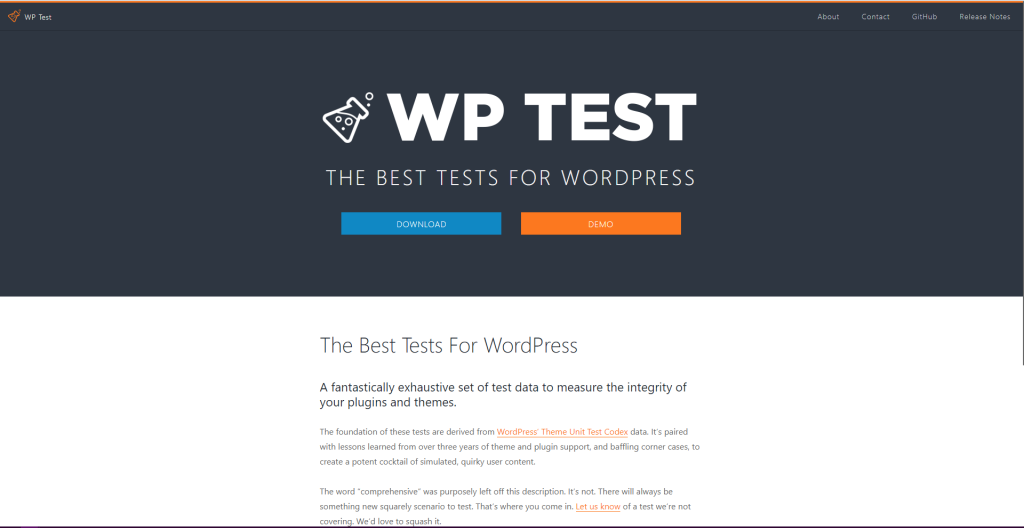 WP Test
About Contact GitHub Release Notes
WP TEST
THE BEST TESTS FOR WORDPRESS
DOWNLOAD DEMO
The Best Tests For WordPress
A fantastically exhaustive set of test data to measure the integrity of
your plugins and themes.
The foundation of these tests are derived from WordPress' Theme Unit Test Codex data. It's paired
with lessons learned from over three years of theme and plugin support, and baffling corner cases, to
create a potent cocktail of simulated, quirky user content.
The word "comprehensive" was purposely left off this description. It's not. There will always be
something new squarely scenario to test. That's where you come in. Let us know of a test we're not
covering. We'd love to squash it.